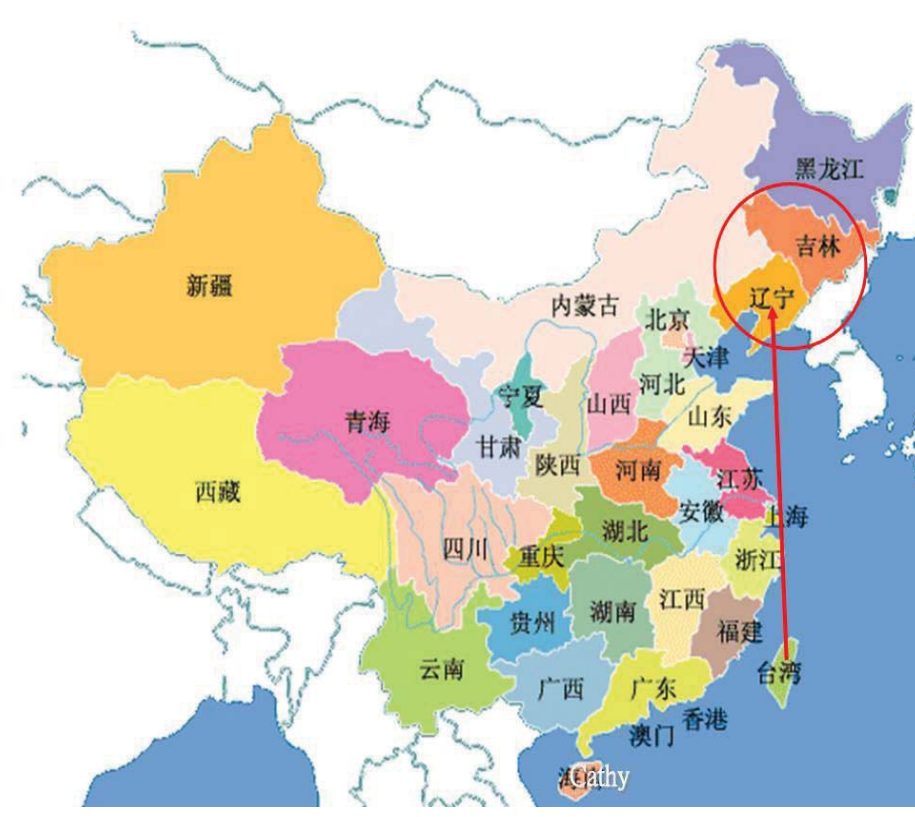 黑龙江
吉林
辽宁
新疆
内蒙古
北京
天津
河北
宁夏
山西
山东
青海
甘肃
陕西
河南
江苏
西藏
安徽
上海
湖北
四川
重庆
浙江
江西
湖南
贵州
福建
云南
台湾
广西
广东
香港
澳门
海
Cathy